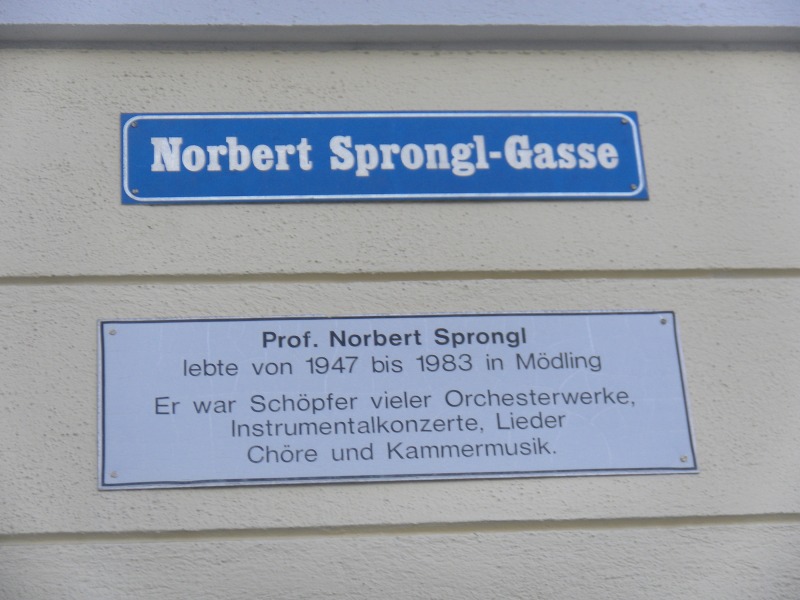 Norbert Sprongl-Gasse
Prof. Norbert Sprongl
lebte von 1947 bis 1983 in Mödling
Er war Schöpfer vieler Orchesterwerke,
Instrumentalkonzerte, Lieder
Chöre und Kammermusik.